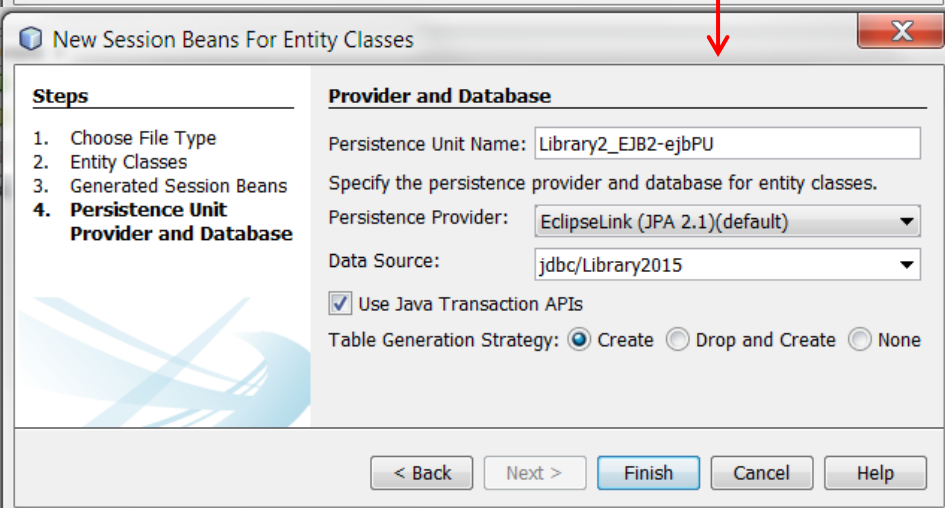 New Session Beans For Entity Classes
Steps
1. Choose File Type
2. Entity Classes
3. Generated Session Beans
4. Persistence Unit
Provider and Database
Provider and Database
Persistence Unit Name: Library2_EJB2-ejbPU
Specify the persistence provider and database for entity classes.
Persistence Provider: EclipseLink (JPA 2.1)(default)
Data Source: jdbc/Library2015
Use Java Transaction APIs
Table Generation Strategy: Create Drop and Create None
< Back Next > Finish Cancel Help